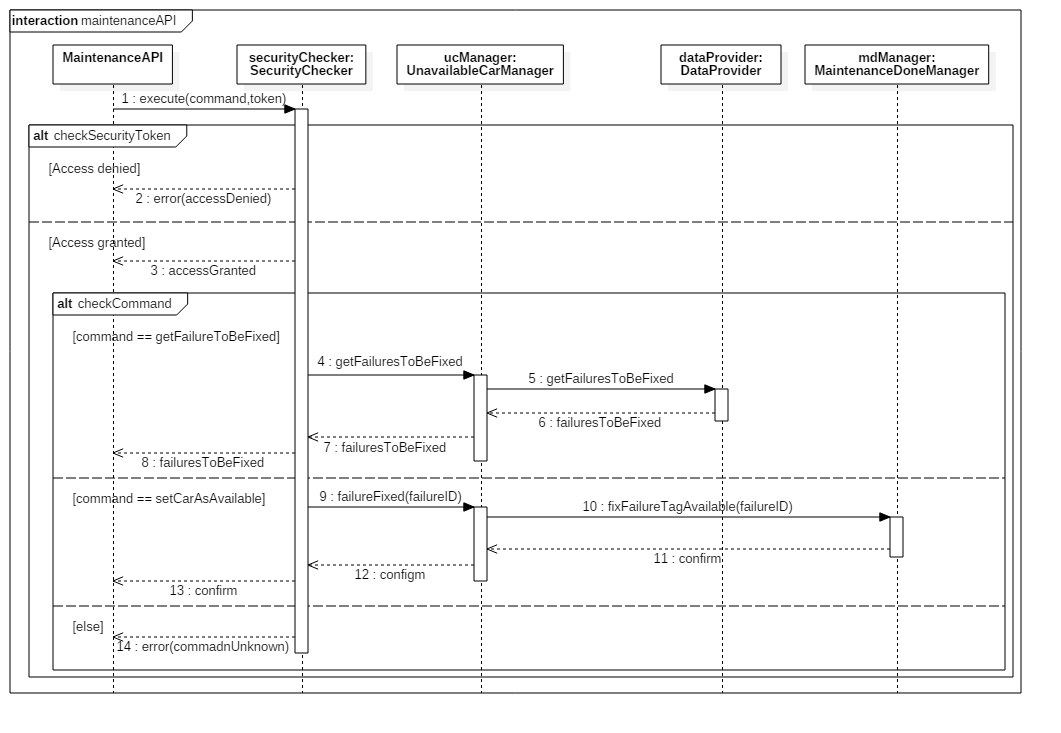 interaction maintenanceAPI
MaintenanceAPI
securityChecker:
SecurityChecker
ucManager:
UnavailableCarManager
dataProvider:
DataProvider
mdManager:
MaintenanceDoneManager
1 : execute(command,token)
alt checkSecurityToken
[Access denied]
2 : error(accessDenied)
[Access granted]
3 : accessGranted
alt checkCommand
[command == getFailureToBeFixed]
4 : getFailuresToBeFixed
5 : getFailuresToBeFixed
6 : failuresToBeFixed
7 : failuresToBeFixed
8 : failuresToBeFixed
[command == setCarAsAvailable]
9 : failureFixed(failureID)
10 : fixFailureTagAvailable(failureID)
11 : confirm
12 : configm
13 : confirm
[else]
14 : error(commadnUnknown)